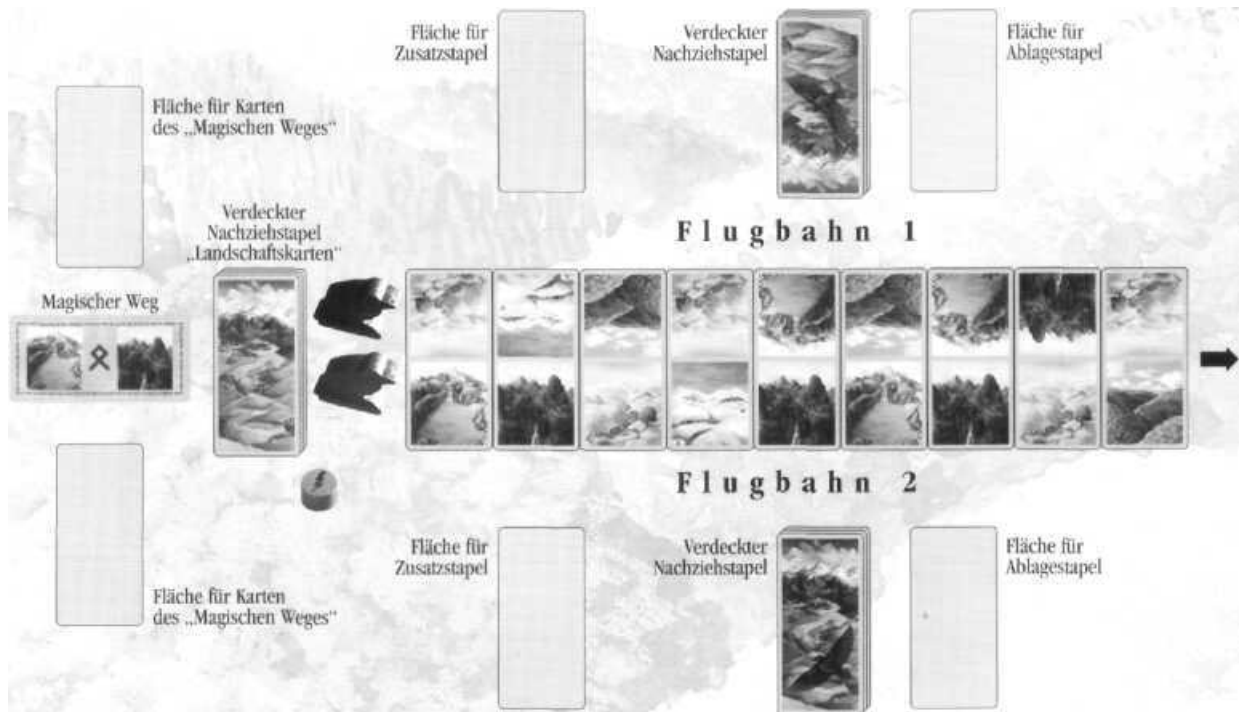 Fläche für
Zusatzstapel
Verdeckter
Nachziehstapel
Fläche für
Ablagestapel
Fläche für Karten
des „Magischen Weges“
Verdeckter
Nachziehstapel
„Landschaftskarten“
Flugbahn 1
Magischer Weg
Flugbahn 2
Fläche für
Zusatzstapel
Verdeckter
Nachziehstapel
Fläche für
Ablagestapel
Fläche für Karten
des „Magischen Weges“